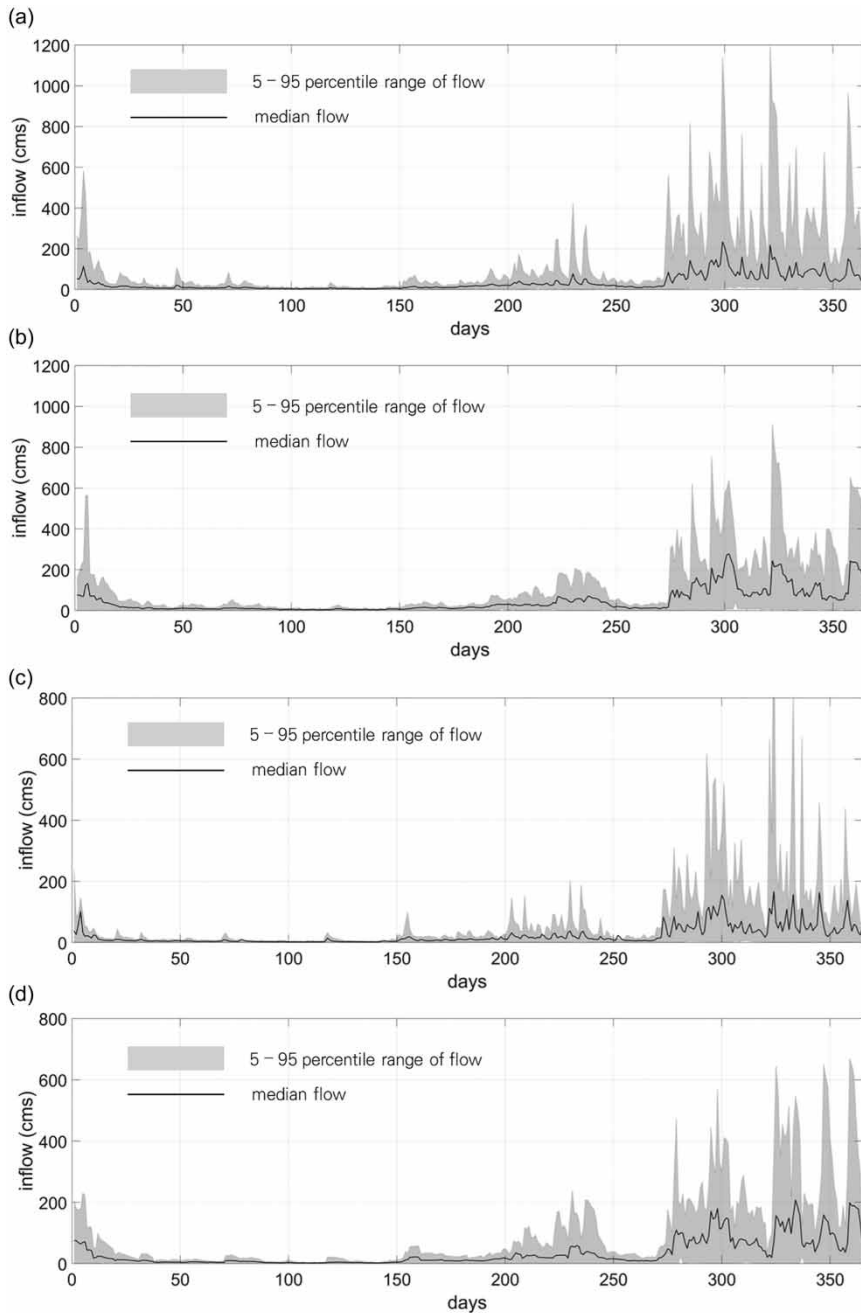 (a)
1200
1000
800
600
400
200
0
inflow (cms)
5 – 95 percentile range of flow
median flow
0 50 100 150 200 250 300 350
days
(b)
1200
1000
800
600
400
200
0
inflow (cms)
5 – 95 percentile range of flow
median flow
0 50 100 150 200 250 300 350
days
(c)
800
600
400
200
0
inflow (cms)
5 – 95 percentile range of flow
median flow
0 50 100 150 200 250 300 350
days
(d)
800
600
400
200
0
inflow (cms)
5 – 95 percentile range of flow
median flow
0 50 100 150 200 250 300 350
days